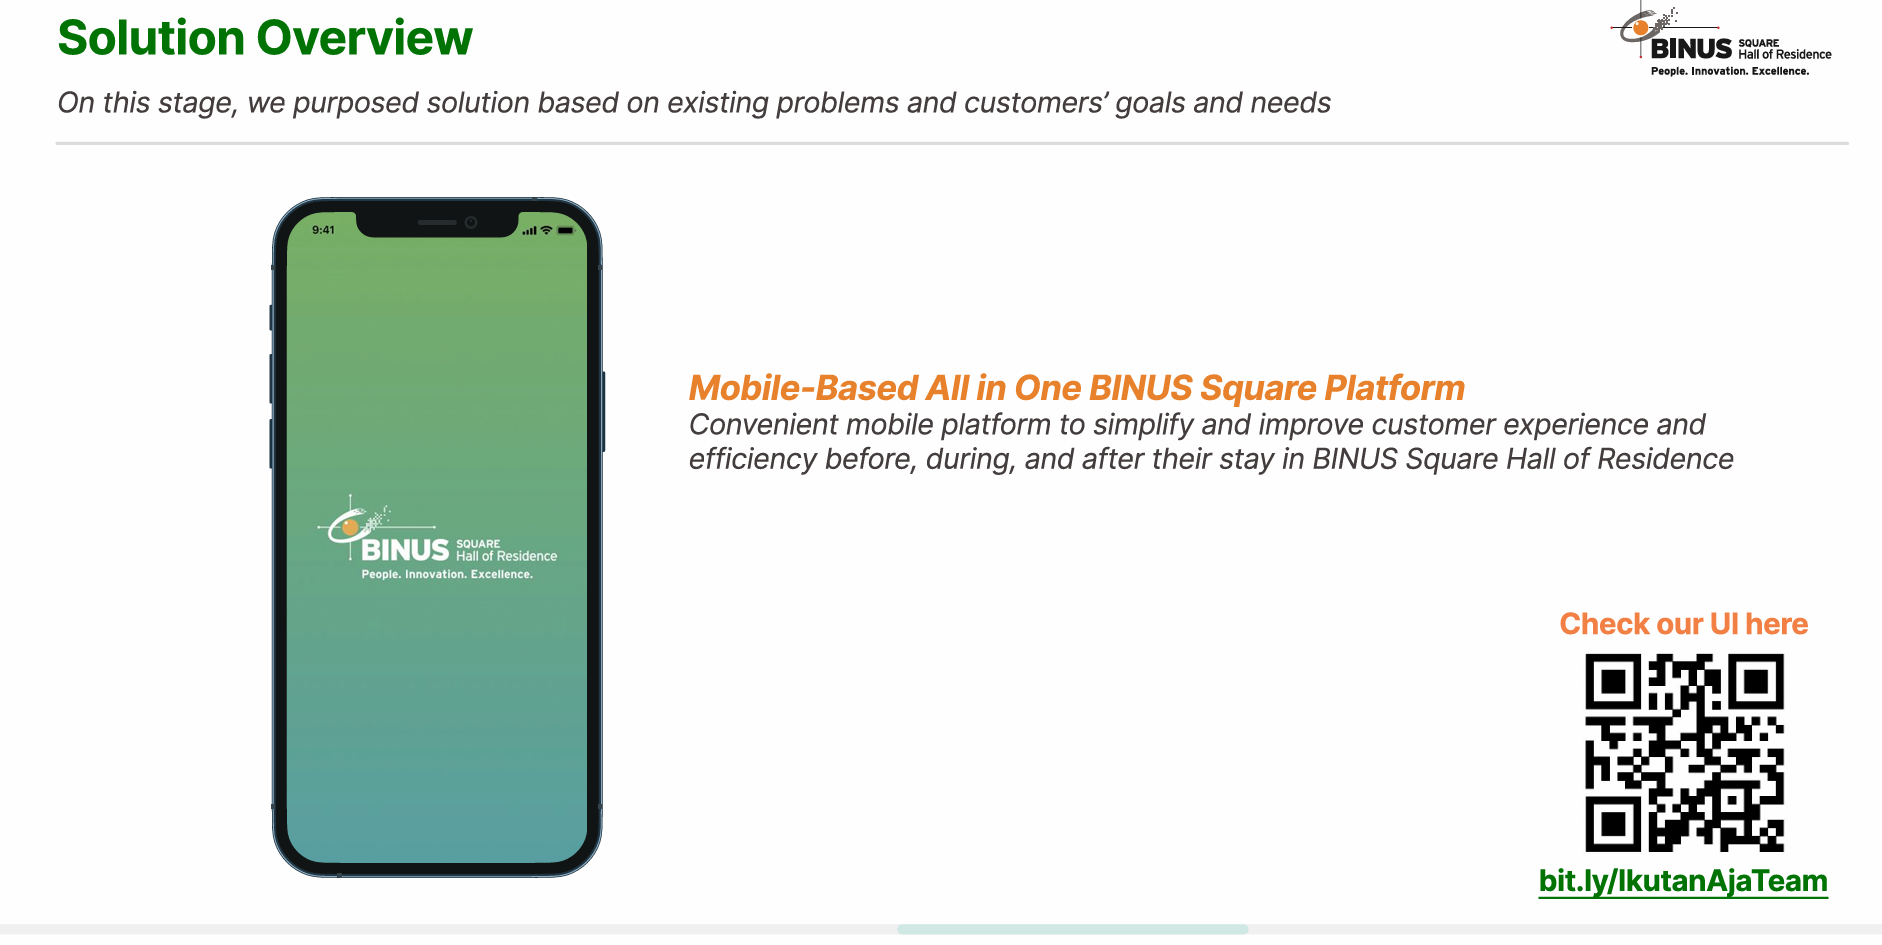 Solution Overview
BINUS SQUARE
Hall of Residence
People. Innovation. Excellence.
On this stage, we purposed solution based on existing problems and customers’ goals and needs
9:41
BINUS SQUARE
Hall of Residence
People. Innovation. Excellence.
Mobile-Based All in One BINUS Square Platform
Convenient mobile platform to simplify and improve customer experience and
efficiency before, during, and after their stay in BINUS Square Hall of Residence
Check our UI here
bit.ly/IkutanAjaTeam